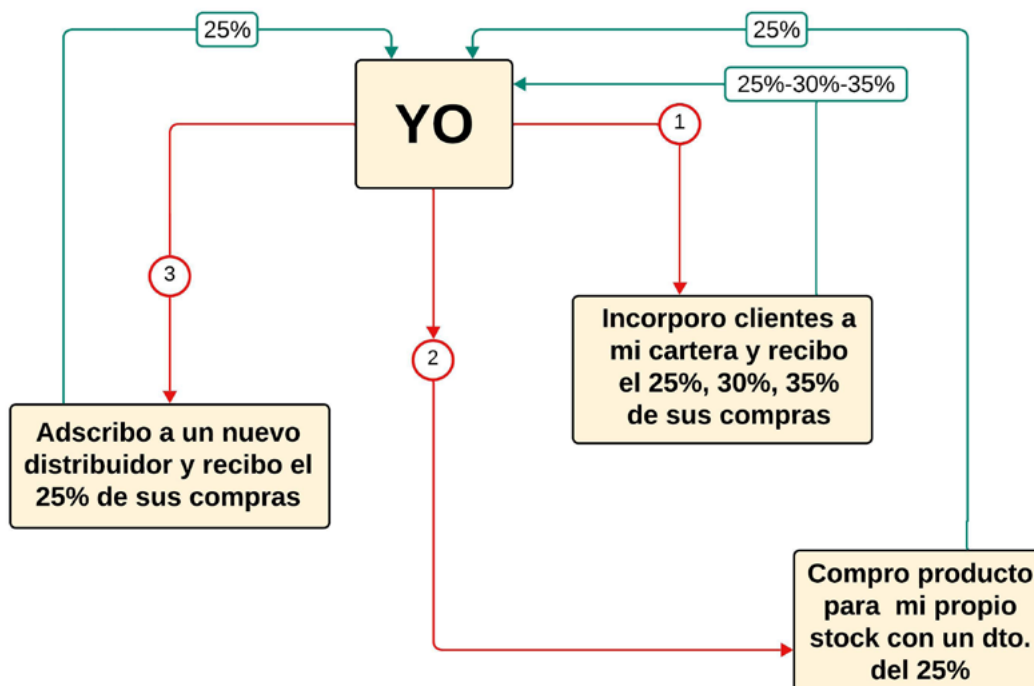 25%
25%
25%-30%-35%
YO
1
3
2
Incorporo clientes a
mi cartera y recibo
el 25%, 30%, 35%
de sus compras
Adscribo a un nuevo
distribuidor y recibo el
25% de sus compras
Compro producto
para mi propio
stock con un dto.
del 25%